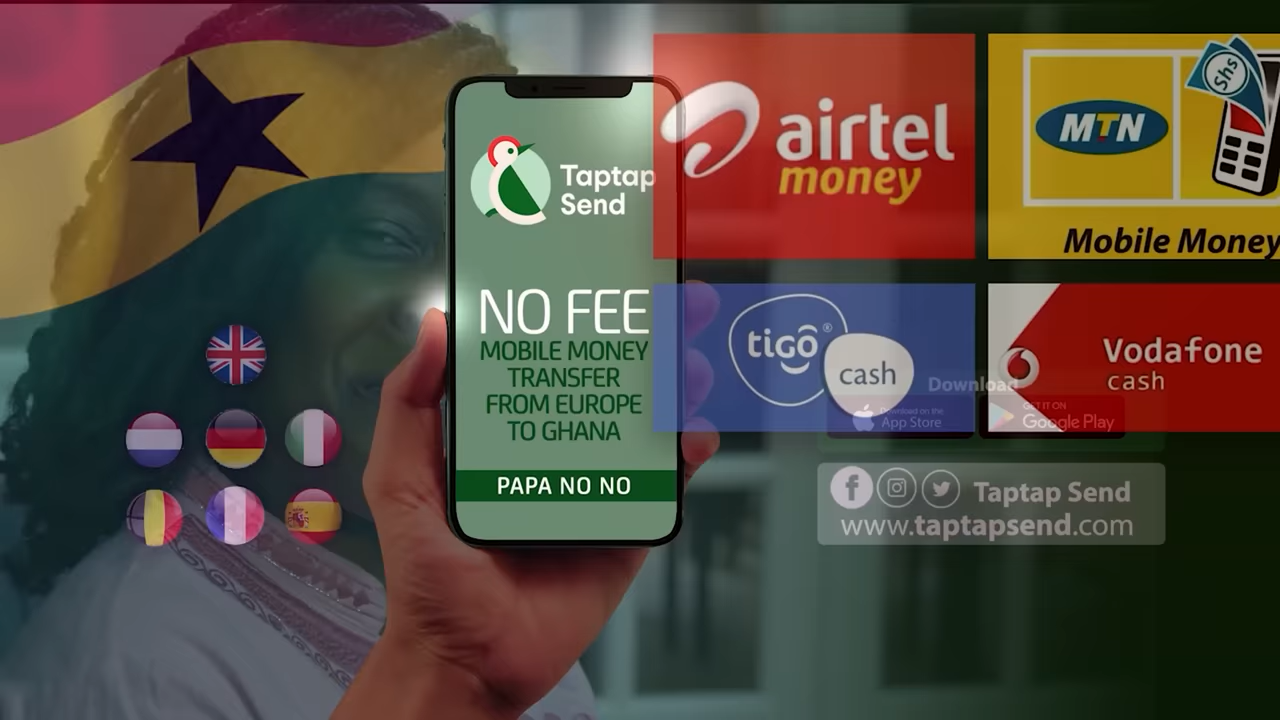 Taptap
Send
NO FEE
MOBILE MONEY
TRANSFER
FROM EUROPE
TO GHANA
PAPA NO NO
airtel
money
MTN
Shs
Mobile Money
tigo®
cash
Vodafone
cash
Download
Download on the
App Store
GET IT ON
Google Play
Taptap Send
www.taptapsend.com